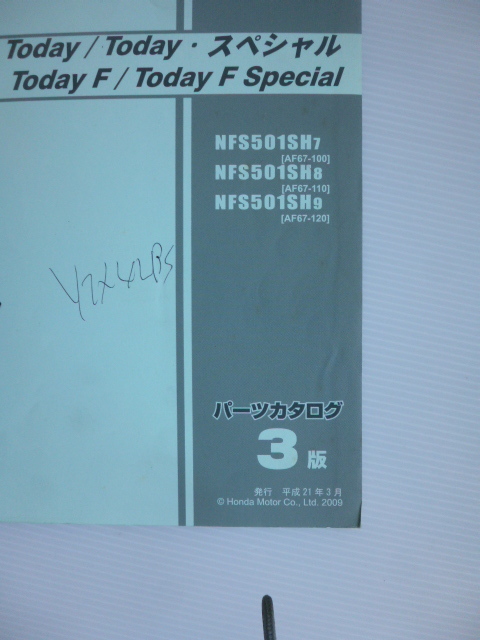 Today / Today・スペシャル
Today F / Today F Special
NFS501SH7
[AF67-100]
NFS501SH8
[AF67-110]
NFS501SH9
[AF67-120]
パーツカタログ
3版
発行 平成21年3月
© Honda Motor Co., Ltd. 2009